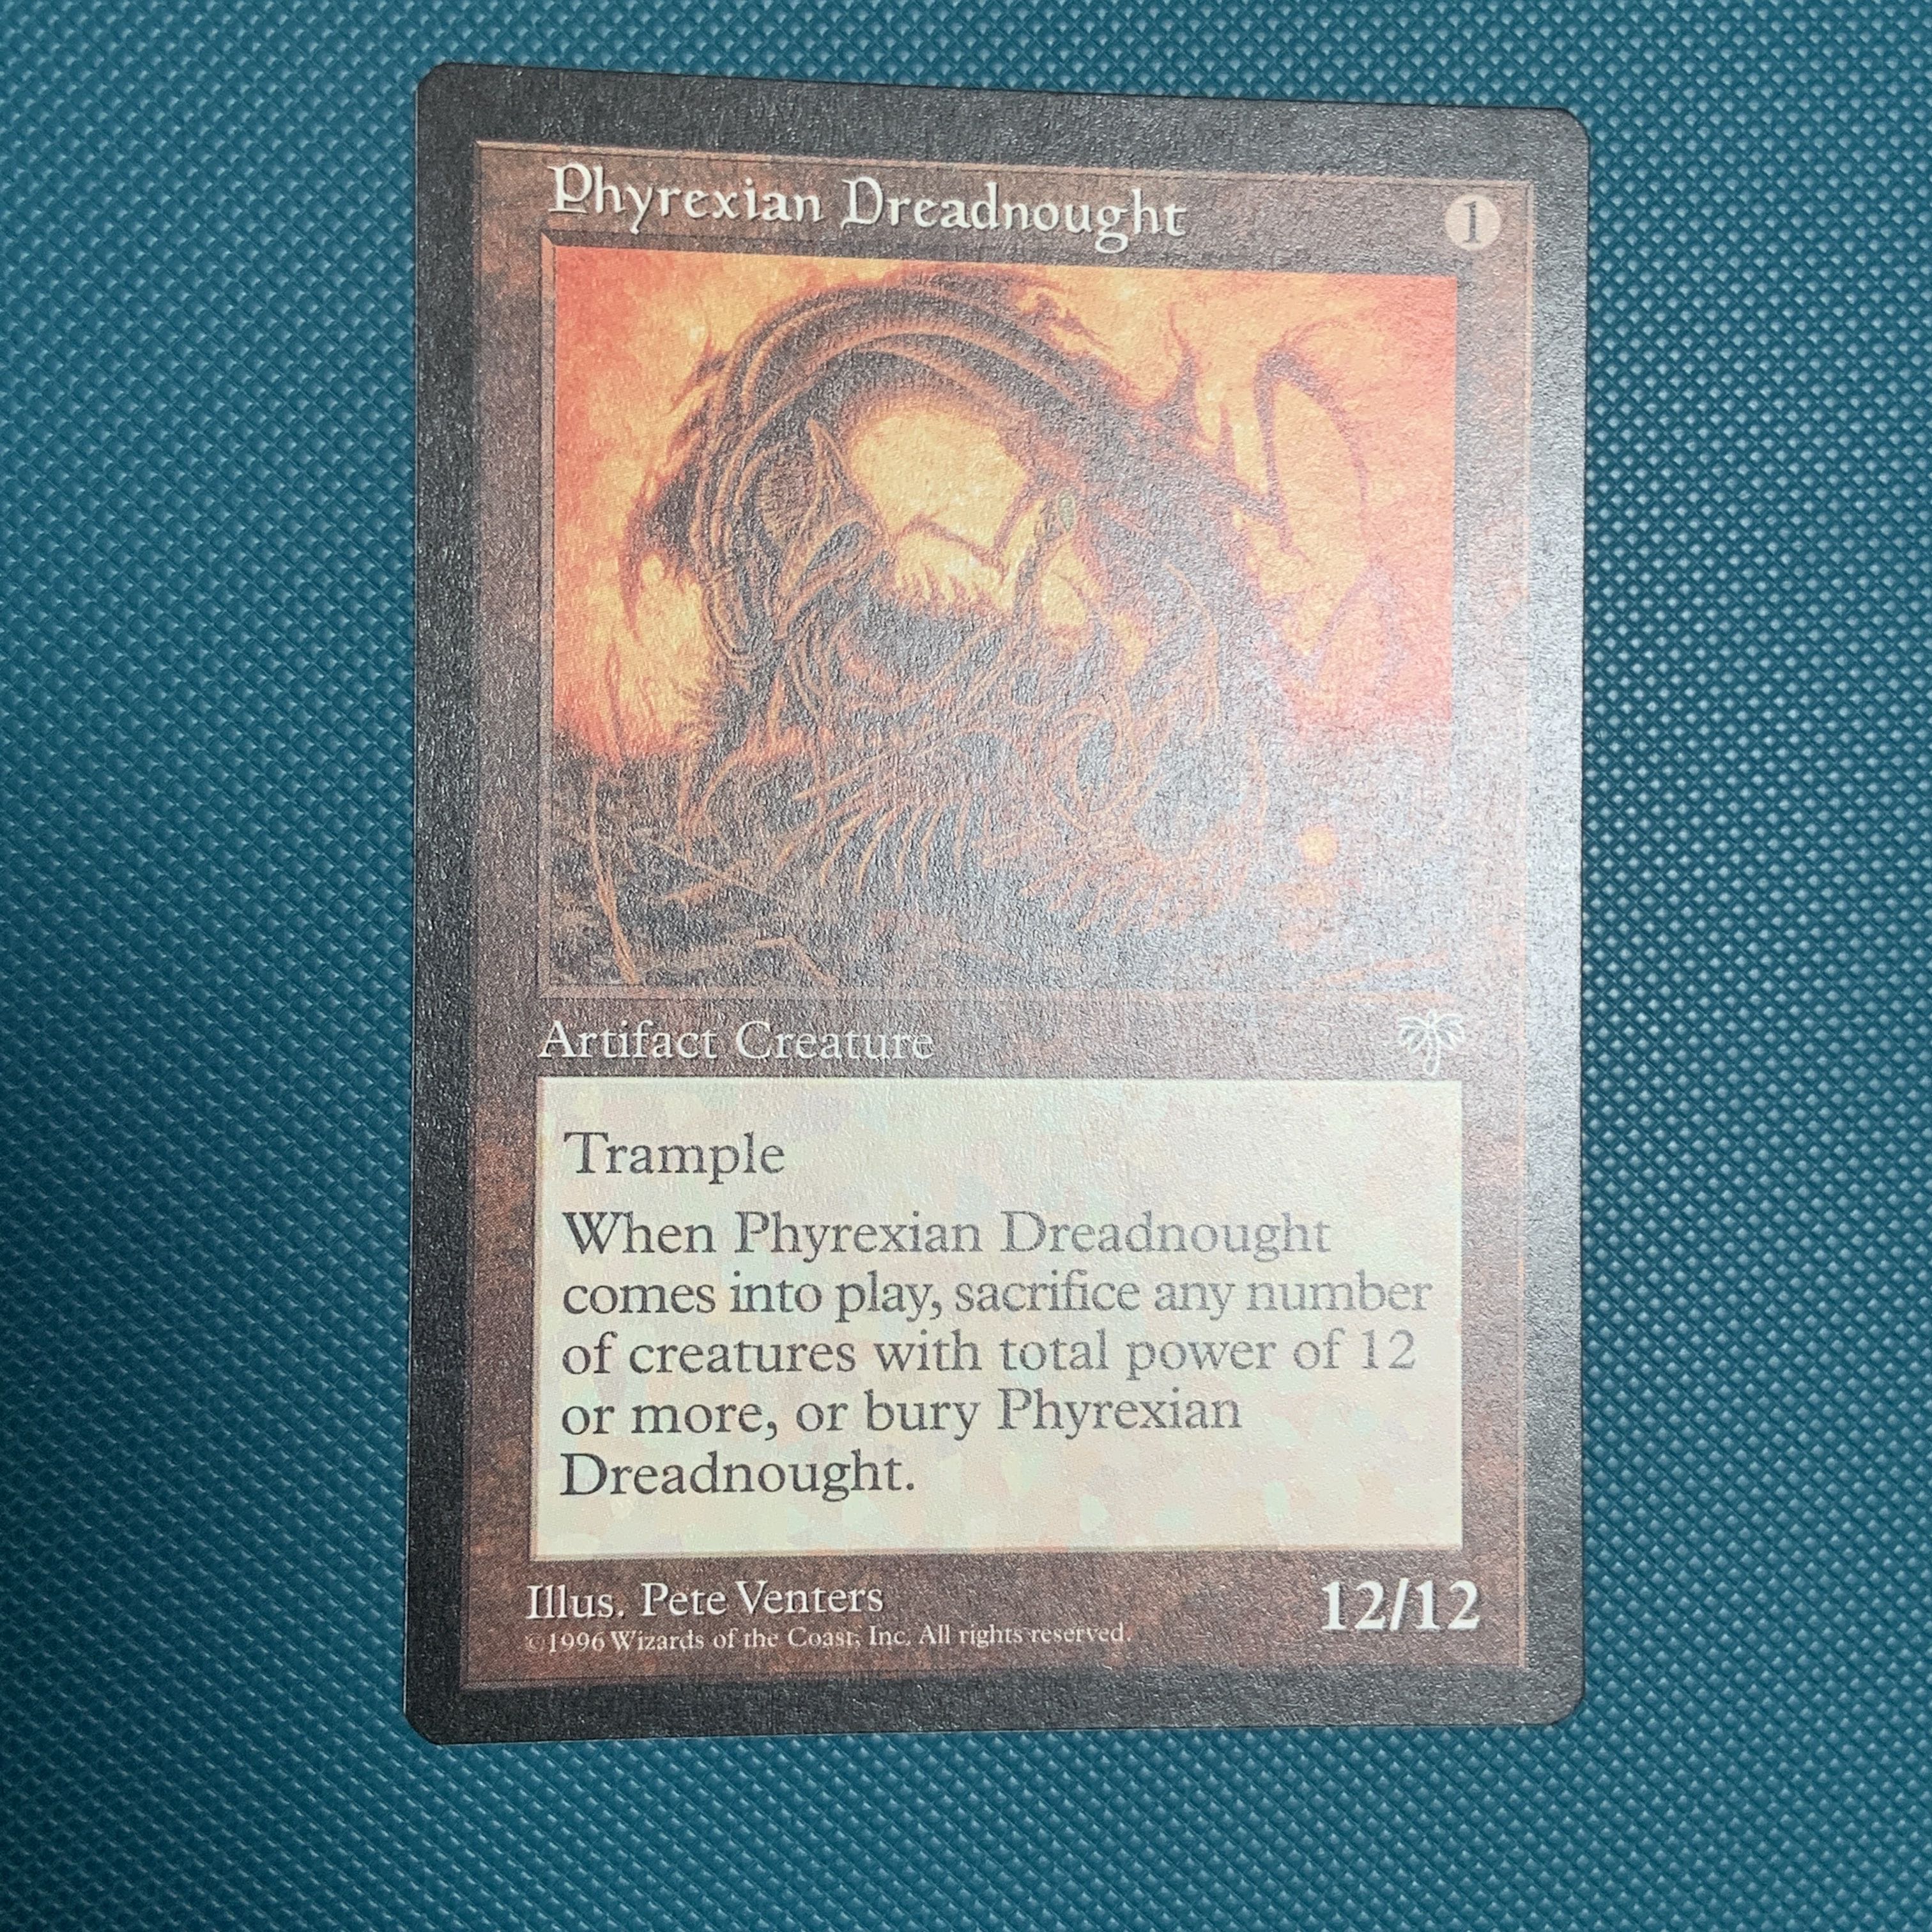 Phyrexian Dreadnought
1
Artifact Creature
Trample
When Phyrexian Dreadnought
comes into play, sacrifice any number
of creatures with total power of 12
or more, or bury Phyrexian
Dreadnought.
Illus. Pete Venters
12/12
©1996 Wizards of the Coast, Inc. All rights reserved.